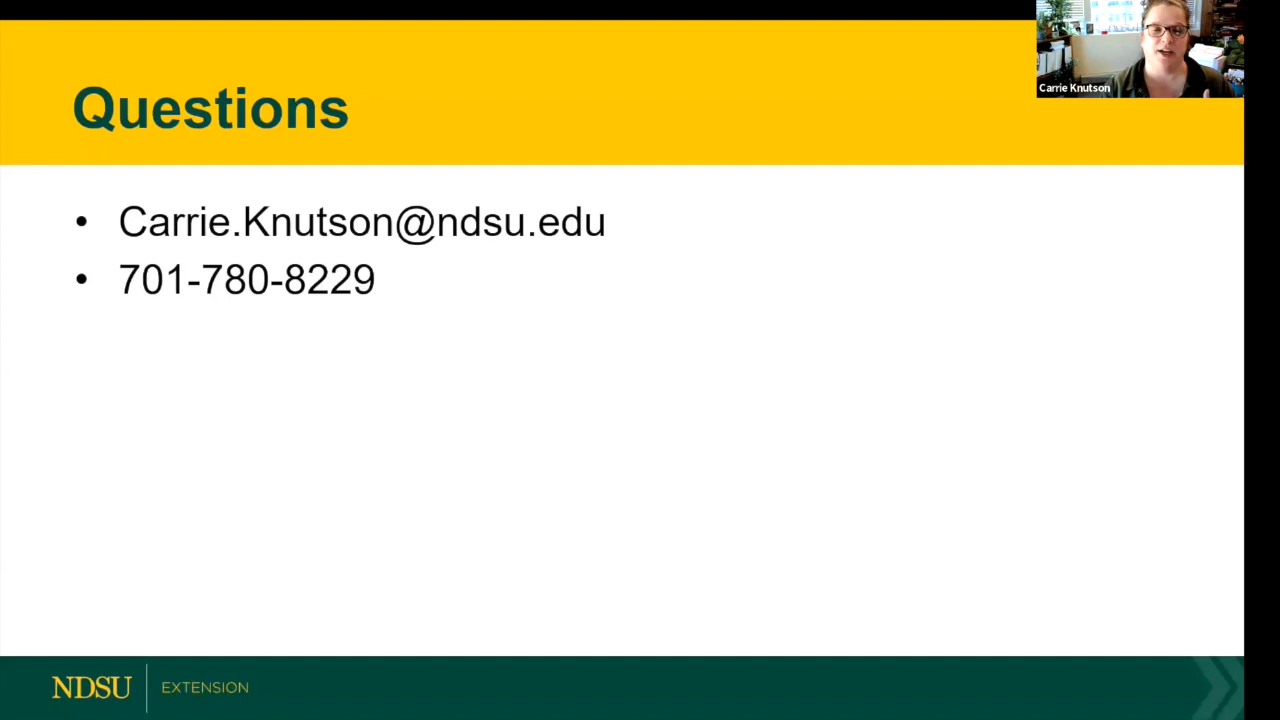 Carrie Knutson
Questions
• Carrie.Knutson@ndsu.edu
• 701-780-8229
NDSU
EXTENSION